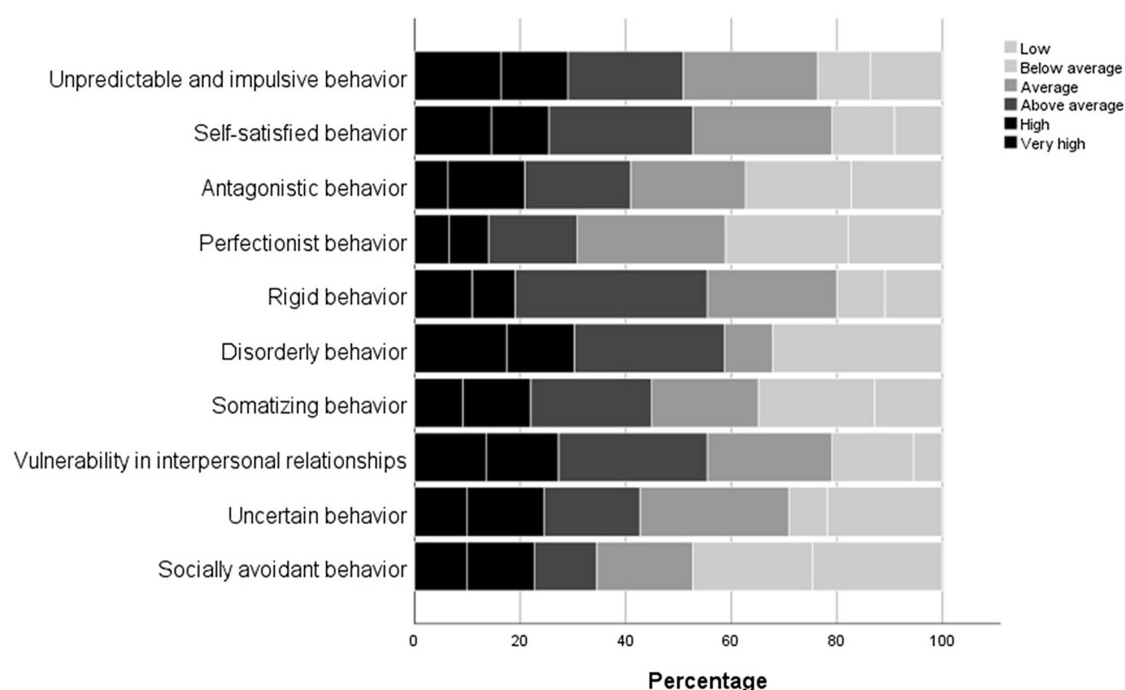 Low
Below average
Average
Above average
High
Very high
Unpredictable and impulsive behavior
Self-satisfied behavior
Antagonistic behavior
Perfectionist behavior
Rigid behavior
Disorderly behavior
Somatizing behavior
Vulnerability in interpersonal relationships
Uncertain behavior
Socially avoidant behavior
0 20 40 60 80 100
Percentage